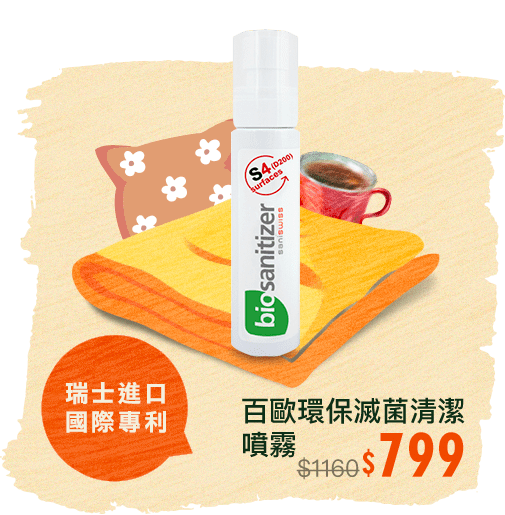 S4 (D200)
surfaces
biosanitizer
saniswiss
瑞士進口
國際專利
百歐環保滅菌清潔
噴霧 $1160 $799